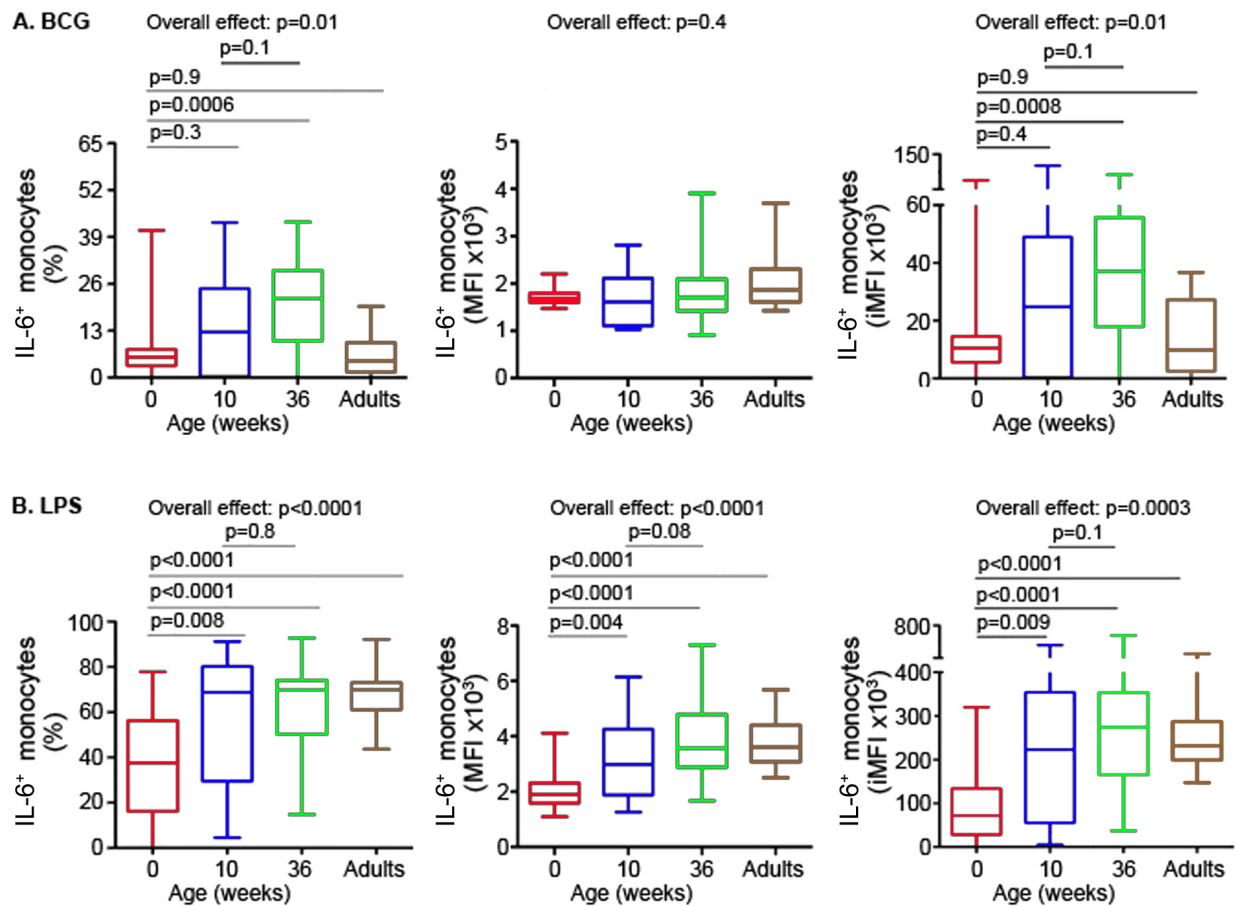 A. BCG
Overall effect: p=0.01
p=0.1
p=0.9
p=0.0006
p=0.3
IL-6⁺ monocytes
(%)
65
52
39
26
13
0
0 10 36 Adults
Age (weeks)
Overall effect: p=0.4
IL-6⁺ monocytes
(MFI x10³)
5
4
3
2
1
0
0 10 36 Adults
Age (weeks)
Overall effect: p=0.01
p=0.1
p=0.9
p=0.0008
p=0.4
IL-6⁺ monocytes
(iMFI x10³)
150
60
40
20
0
0 10 36 Adults
Age (weeks)
B. LPS
Overall effect: p<0.0001
p=0.8
p<0.0001
p<0.0001
p=0.008
IL-6⁺ monocytes
(%)
100
80
60
40
20
0
0 10 36 Adults
Age (weeks)
Overall effect: p<0.0001
p=0.08
p<0.0001
p<0.0001
p=0.004
IL-6⁺ monocytes
(MFI x10³)
8
6
4
2
0
0 10 36 Adults
Age (weeks)
Overall effect: p=0.0003
p=0.1
p<0.0001
p<0.0001
p=0.009
IL-6⁺ monocytes
(iMFI x10³)
800
400
300
200
100
0
0 10 36 Adults
Age (weeks)